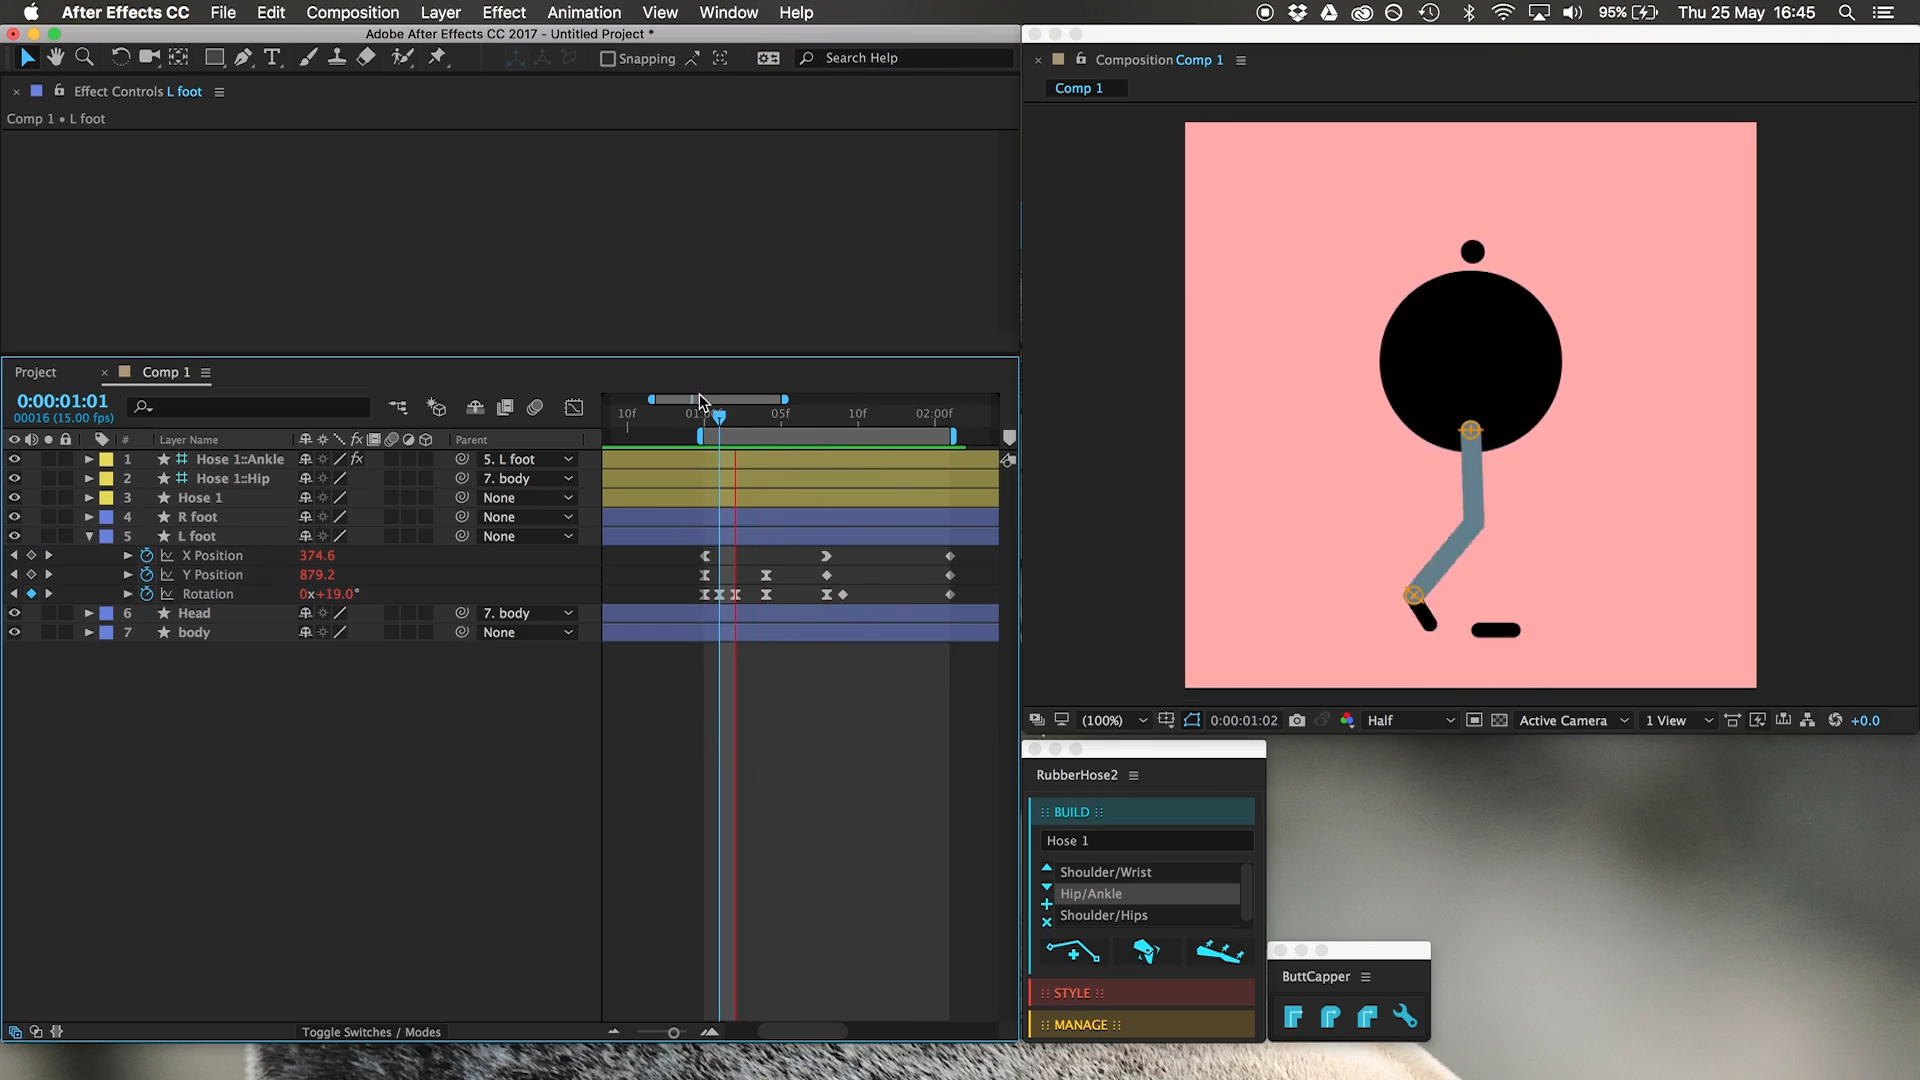 After Effects CC File Edit Composition Layer Effect Animation View Window Help 95% Thu 25 May 16:45
Adobe After Effects CC 2017 - Untitled Project *
Snapping Search Help
Effect Controls L foot
Comp 1 • L foot
Composition Comp 1
Comp 1
Project Comp 1
0:00:01:01
00016 (15.00 fps)
10f 05f 10f 02:00f
# Layer Name Parent
1 Hose 1::Ankle 5. L foot
2 Hose 1::Hip 7. body
3 Hose 1 None
4 R foot None
5 L foot None
X Position 374.6
Y Position 879.2
Rotation 0x+19.0°
6 Head 7. body
7 body None
Toggle Switches / Modes
(100%) 0:00:01:02 Half Active Camera 1 View +0.0
RubberHose2
:: BUILD ::
Hose 1
Shoulder/Wrist
Hip/Ankle
Shoulder/Hips
:: STYLE ::
:: MANAGE ::
ButtCapper